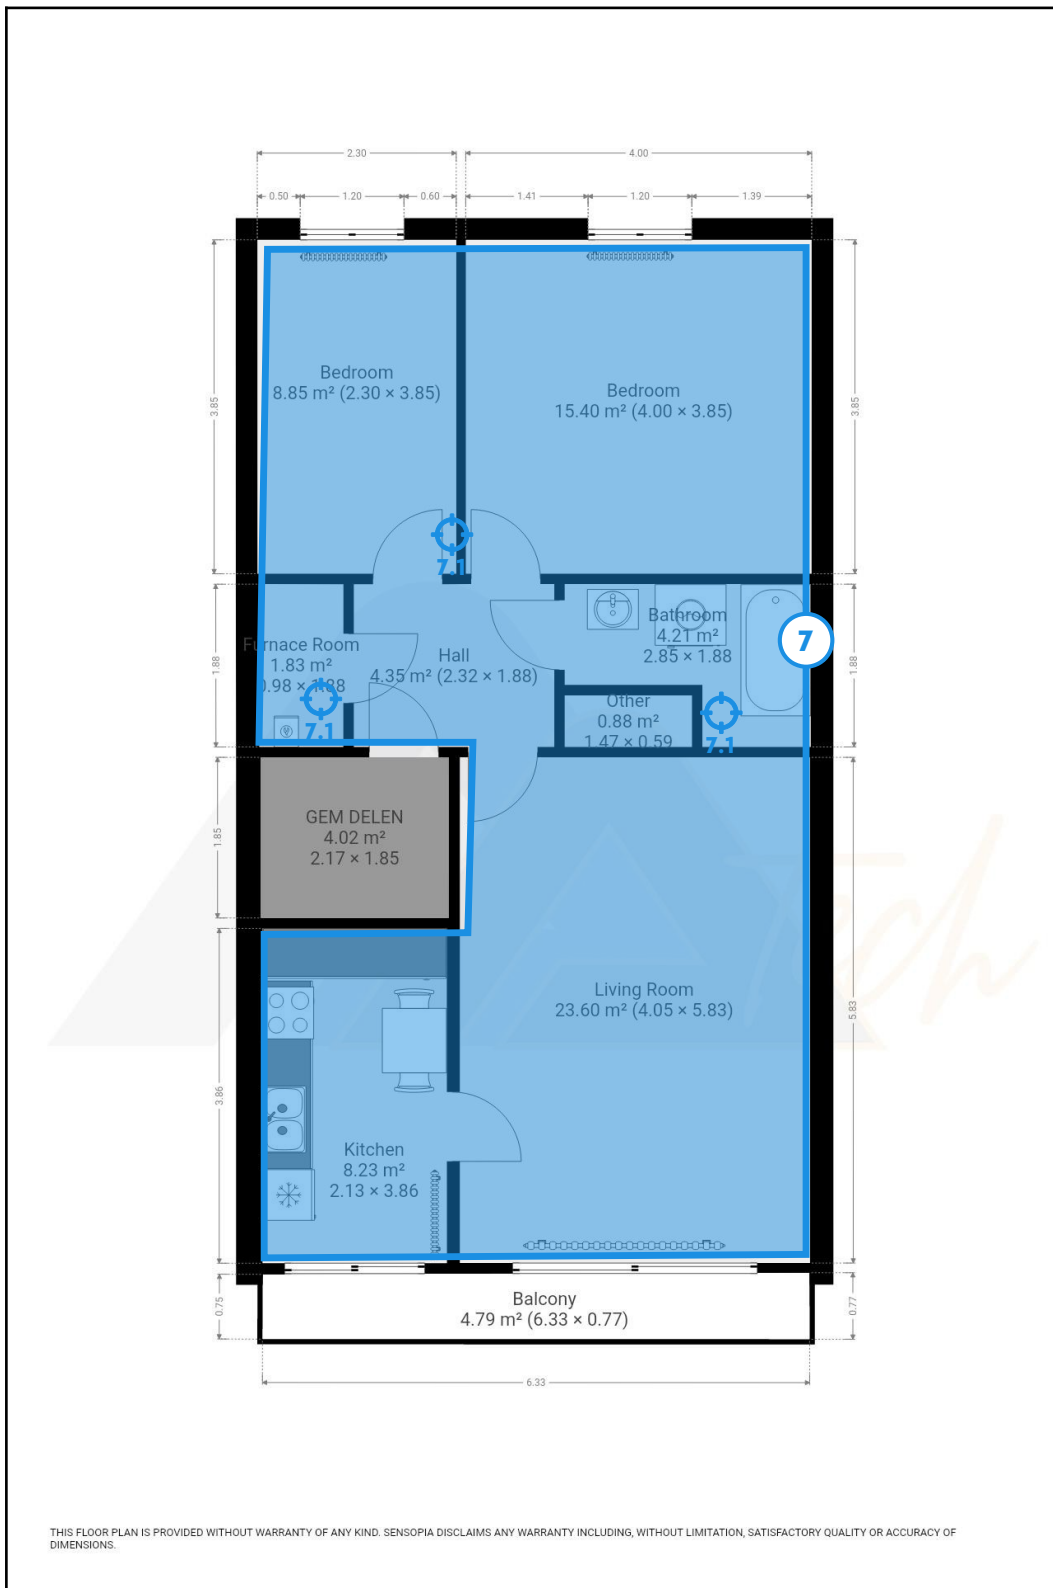 2.30
4.00
0.50
1.20
0.60
1.41
1.20
1.39
3.85
3.85
Bedroom
8.85 m² (2.30 × 3.85)
Bedroom
15.40 m² (4.00 × 3.85)
7.1
Furnace Room
1.83 m²
0.98 × 1.88
7.1
Hall
4.35 m² (2.32 × 1.88)
Bathroom
4.21 m²
2.85 × 1.88
7
1.88
1.88
Other
0.88 m²
1.47 × 0.59
7.1
GEM DELEN
4.02 m²
2.17 × 1.85
1.85
Tech
Living Room
23.60 m² (4.05 × 5.83)
5.83
3.86
Kitchen
8.23 m²
2.13 × 3.86
Balcony
4.79 m² (6.33 × 0.77)
0.75
0.77
6.33
THIS FLOOR PLAN IS PROVIDED WITHOUT WARRANTY OF ANY KIND. SENSOPIA DISCLAIMS ANY WARRANTY INCLUDING, WITHOUT LIMITATION, SATISFACTORY QUALITY OR ACCURACY OF
DIMENSIONS.